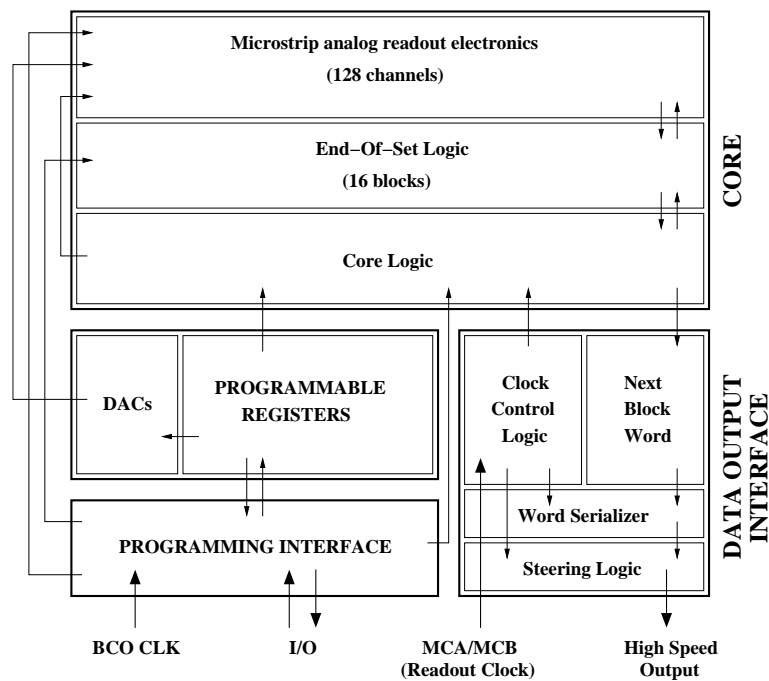 Microstrip analog readout electronics
(128 channels)
End−Of−Set Logic
(16 blocks)
Core Logic
CORE
DACs
PROGRAMMABLE
REGISTERS
Clock
Control
Logic
Next
Block
Word
Word Serializer
Steering Logic
DATA OUTPUT
INTERFACE
PROGRAMMING INTERFACE
BCO CLK
I/O
MCA/MCB
(Readout Clock)
High Speed
Output